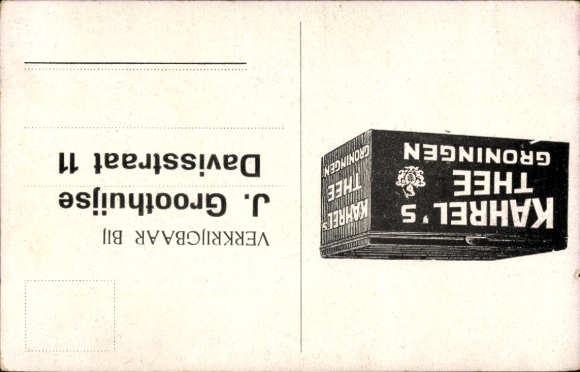 KAHREL'S
THEE
GRONINGEN
KAHREL'S
THEE
GRONINGEN
VERKRIJGBAAR BIJ
J. Groothuijse
Davisstraat 11